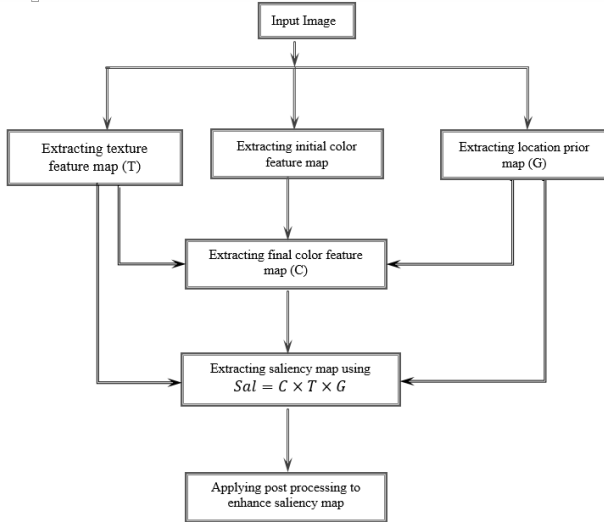 Input Image
Extracting texture
feature map (T)
Extracting initial color
feature map
Extracting location prior
map (G)
Extracting final color feature
map (C)
Extracting saliency map using
Sal = C × T × G
Applying post processing to
enhance saliency map